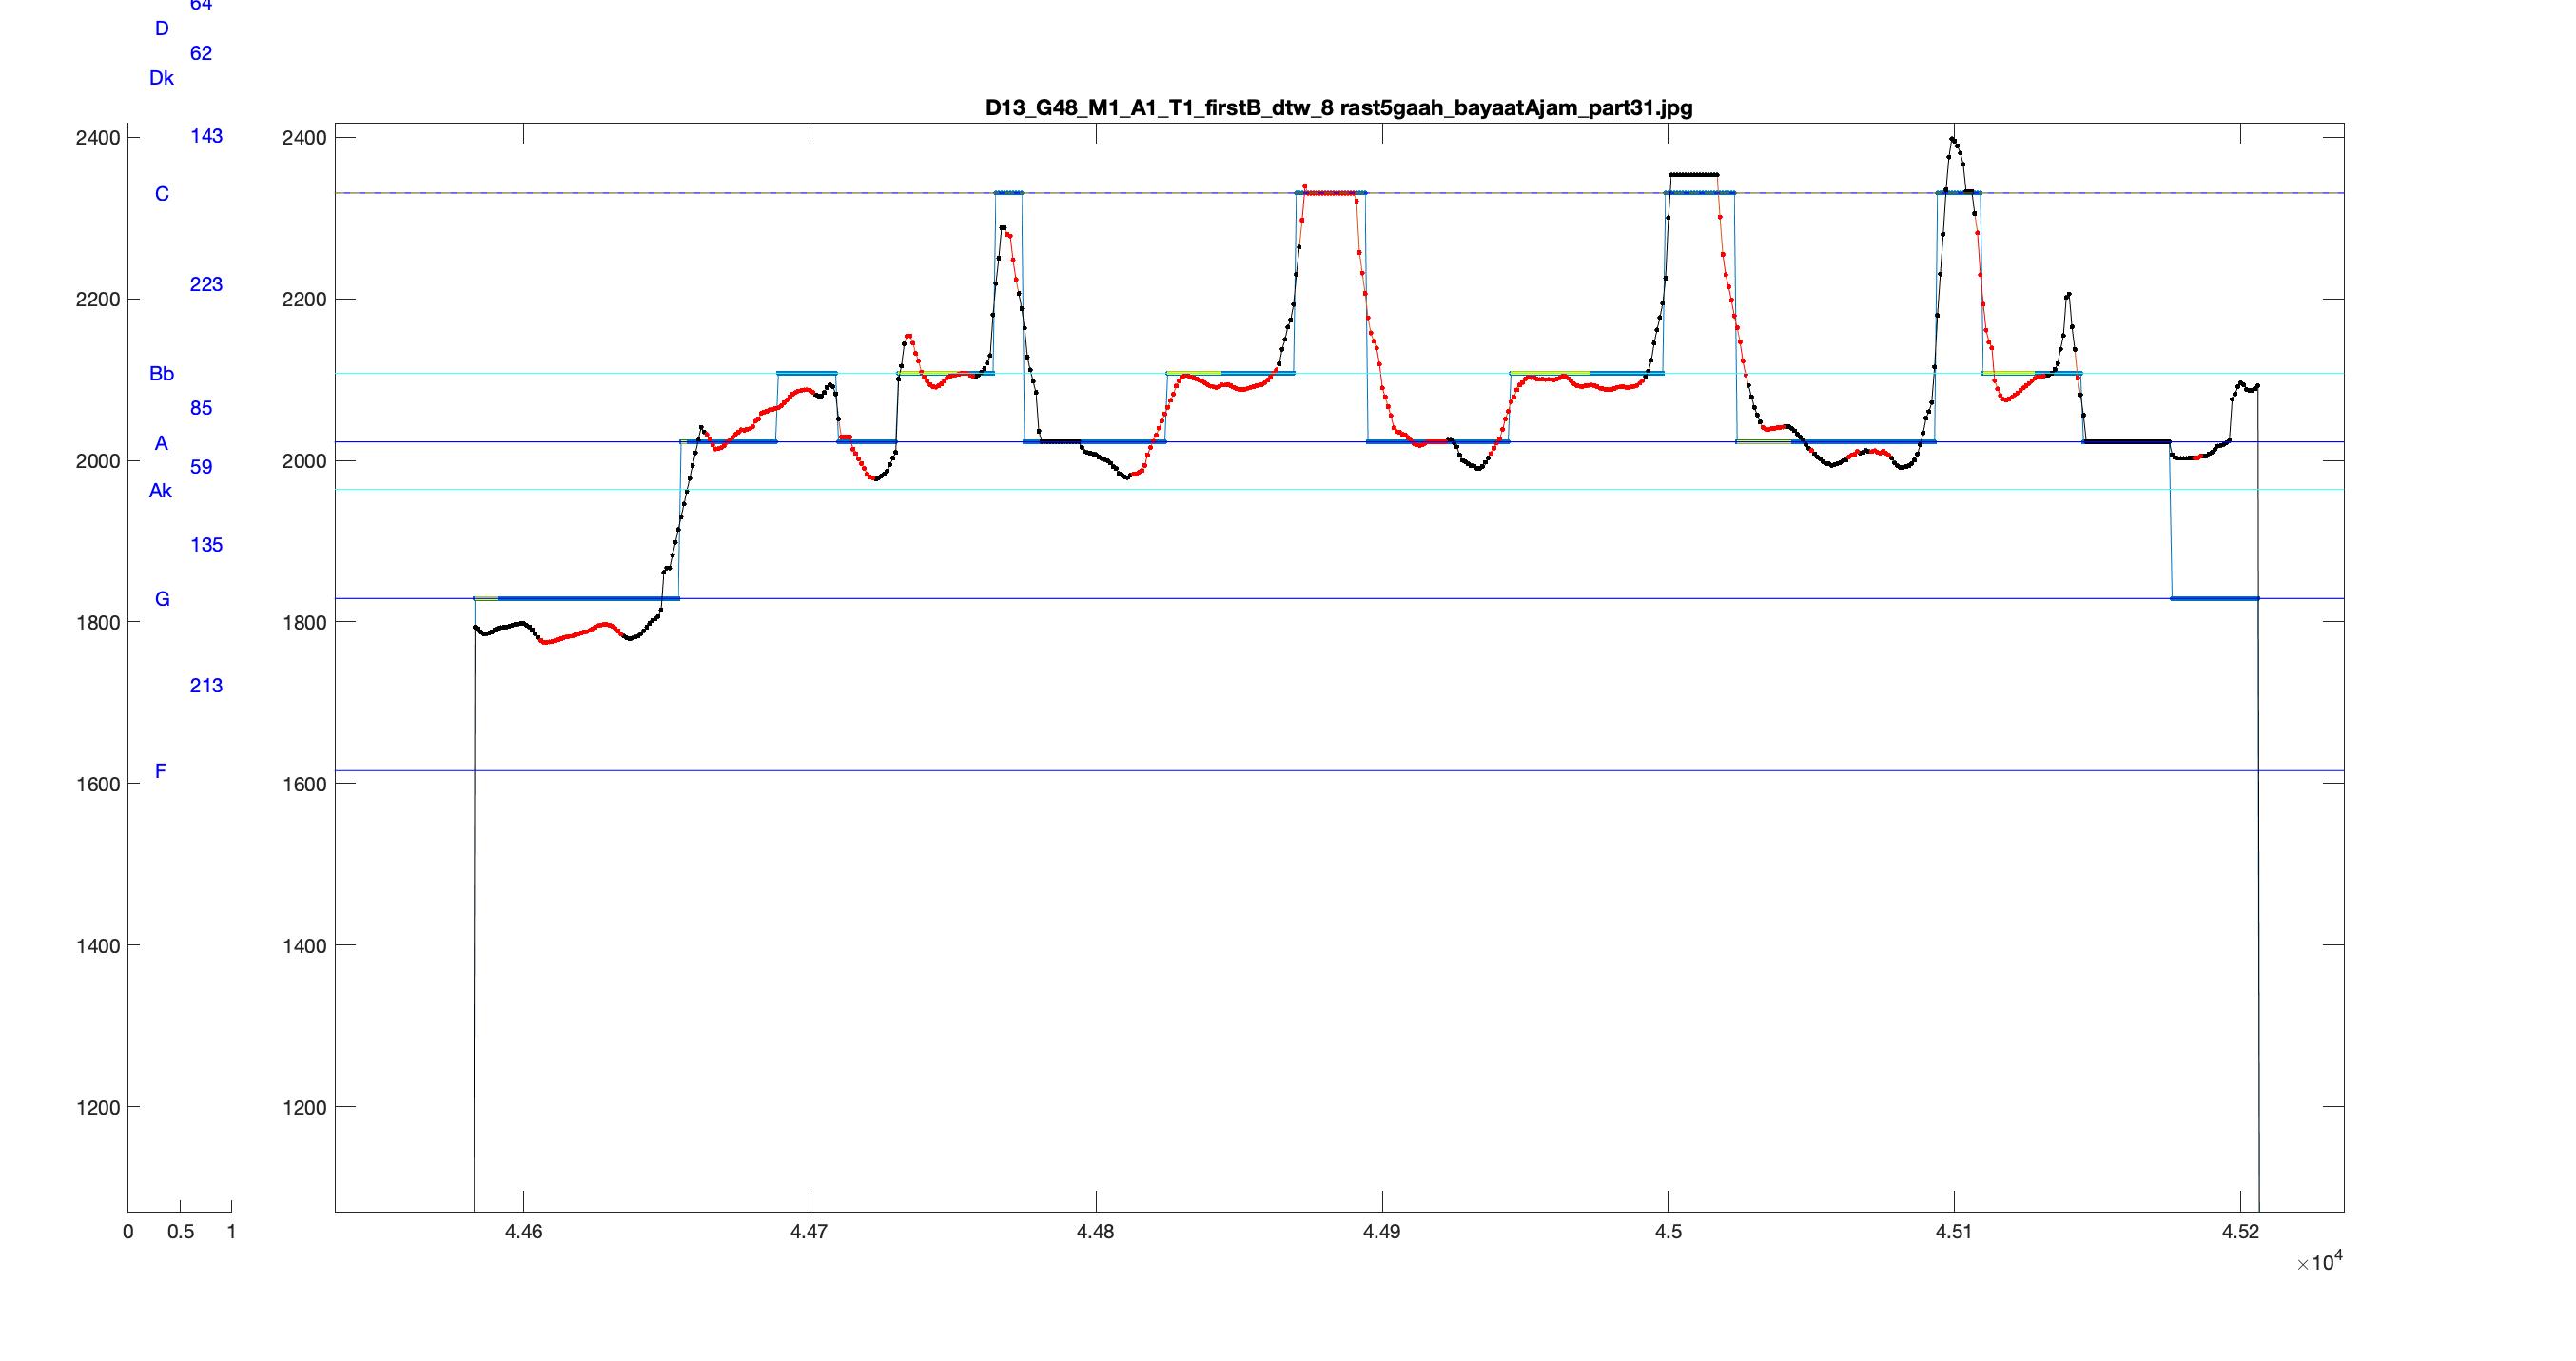 64
D
62
Dk
D13_G48_M1_A1_T1_firstB_dtw_8 rast5gaah_bayaatAjam_part31.jpg
2400 143 2400
C
223
2200 2200
Bb
85
A
2000 59 2000
Ak
135
G
1800 1800
213
F
1600 1600
1400 1400
1200 1200
0 0.5 1 4.46 4.47 4.48 4.49 4.5 4.51 4.52
×10^4